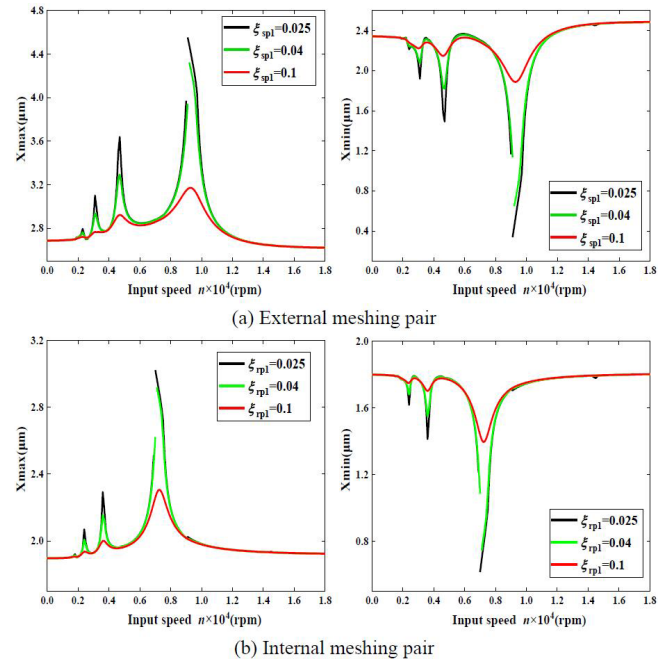 Xmax(μm)
4.8
4.4
4.0
3.6
3.2
2.8
ξsp1=0.025
ξsp1=0.04
ξsp1=0.1
0.0 0.2 0.4 0.6 0.8 1.0 1.2 1.4 1.6 1.8
Input speed n×10⁴(rpm)
Xmin(μm)
2.4
2.0
1.6
1.2
0.8
0.4
ξsp1=0.025
ξsp1=0.04
ξsp1=0.1
0.0 0.2 0.4 0.6 0.8 1.0 1.2 1.4 1.6 1.8
Input speed n×10⁴(rpm)
(a) External meshing pair
Xmax(μm)
3.2
2.8
2.4
2.0
ξrp1=0.025
ξrp1=0.04
ξrp1=0.1
0.0 0.2 0.4 0.6 0.8 1.0 1.2 1.4 1.6 1.8
Input speed n×10⁴(rpm)
Xmin(μm)
2.0
1.6
1.2
0.8
ξrp1=0.025
ξrp1=0.04
ξrp1=0.1
0.0 0.2 0.4 0.6 0.8 1.0 1.2 1.4 1.6 1.8
Input speed n×10⁴(rpm)
(b) Internal meshing pair